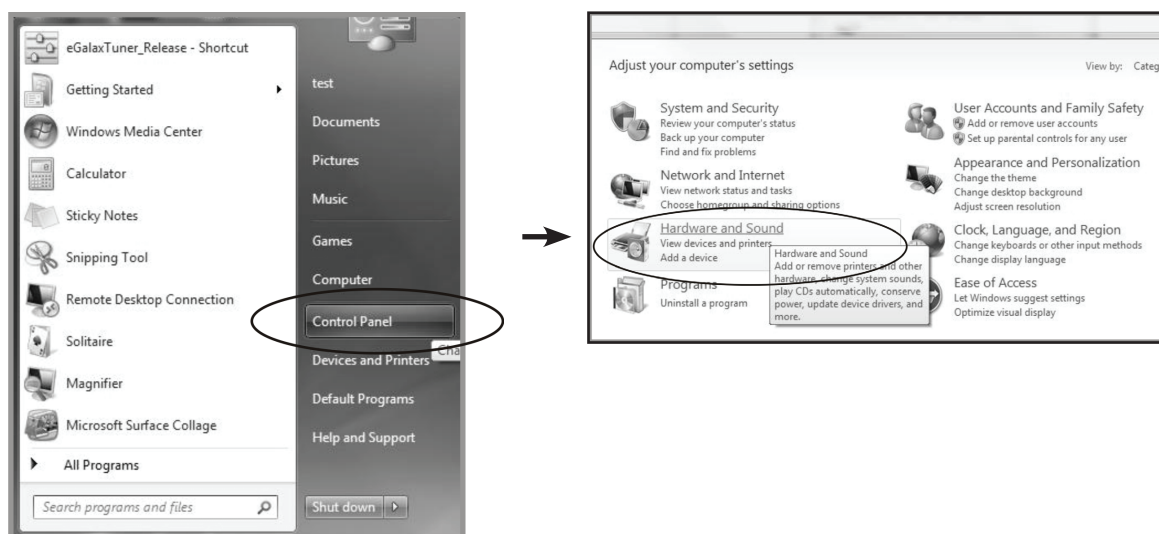 eGalaxTuner_Release - Shortcut
Getting Started
Windows Media Center
Calculator
Sticky Notes
Snipping Tool
Remote Desktop Connection
Solitaire
Magnifier
Microsoft Surface Collage
All Programs
Search programs and files
test
Documents
Pictures
Music
Games
Computer
Control Panel
Devices and Printers
Default Programs
Help and Support
Shut down
Adjust your computer's settings
View by:
System and Security
Review your computer's status
Back up your computer
Find and fix problems
Network and Internet
View network status and tasks
Choose homegroup and sharing options
Hardware and Sound
View devices and printers
Add a device
Programs
Uninstall a program
Hardware and Sound
Add or remove printers and other
hardware, change system sounds,
play CDs automatically, conserve
power, update device drivers, and
more.
User Accounts and Family Safety
Add or remove user accounts
Set up parental controls for any user
Appearance and Personalization
Change the theme
Change desktop background
Adjust screen resolution
Clock, Language, and Region
Change keyboards or other input methods
Change display language
Ease of Access
Let Windows suggest settings
Optimize visual display